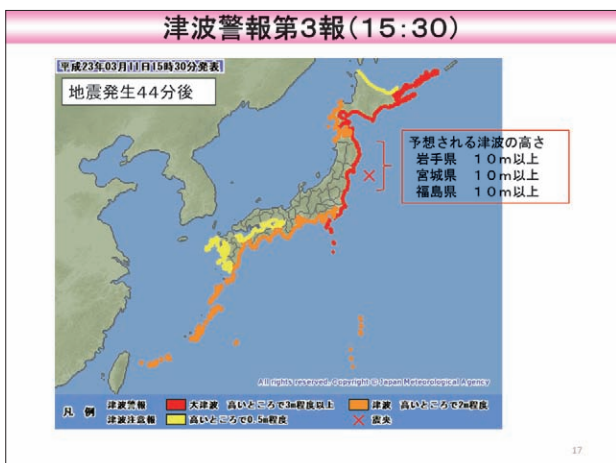 津波警報第3報(15:30)
平成23年03月11日15時30分発表
地震発生44分後
予想される津波の高さ
岩手県 10m以上
宮城県 10m以上
福島県 10m以上
All rights reserved. Copyright © Japan Meteorological Agency
凡 例
津波警報 大津波 高いところで3m程度以上 津波 高いところで2m程度
津波注意報 高いところで0.5m程度 震央
17